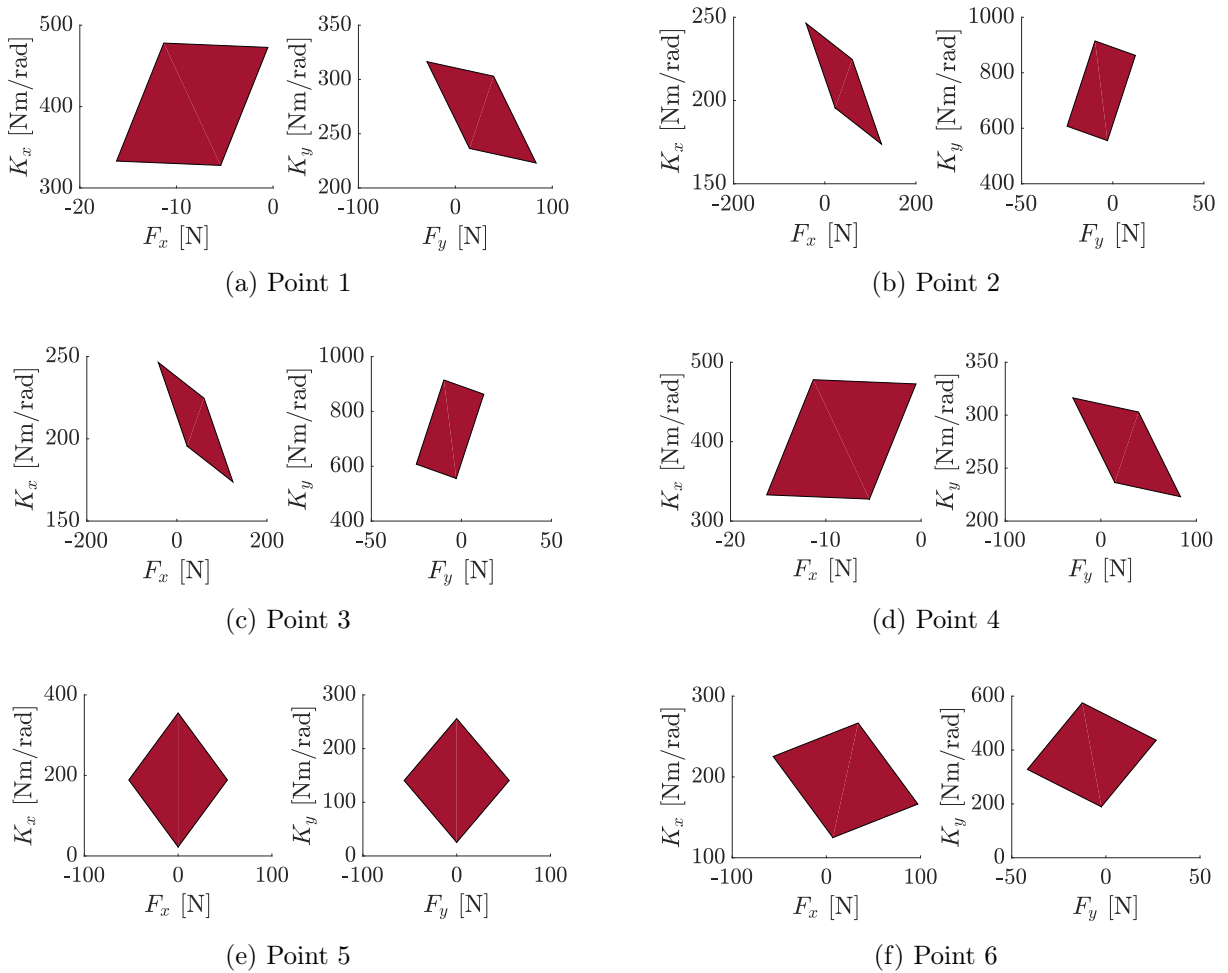 500
400
300
-20
-10
0
K_x [Nm/rad]
F_x [N]
350
300
250
200
-100
0
100
K_y [Nm/rad]
F_y [N]
(a) Point 1
250
200
150
-200
0
200
K_x [Nm/rad]
F_x [N]
1000
800
600
400
-50
0
50
K_y [Nm/rad]
F_y [N]
(b) Point 2
250
200
150
-200
0
200
K_x [Nm/rad]
F_x [N]
1000
800
600
400
-50
0
50
K_y [Nm/rad]
F_y [N]
(c) Point 3
500
400
300
-20
-10
0
K_x [Nm/rad]
F_x [N]
350
300
250
200
-100
0
100
K_y [Nm/rad]
F_y [N]
(d) Point 4
400
200
0
-100
0
100
K_x [Nm/rad]
F_x [N]
300
200
100
0
-100
0
100
K_y [Nm/rad]
F_y [N]
(e) Point 5
300
200
100
-100
0
100
K_x [Nm/rad]
F_x [N]
600
400
200
0
-50
0
50
K_y [Nm/rad]
F_y [N]
(f) Point 6